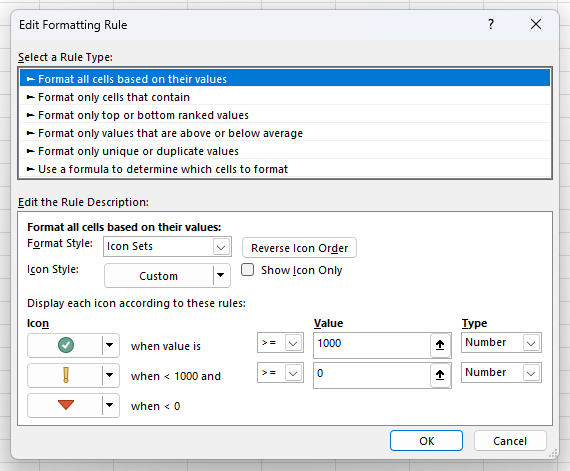 Edit Formatting Rule ?
Select a Rule Type:
► Format all cells based on their values
► Format only cells that contain
► Format only top or bottom ranked values
► Format only values that are above or below average
► Format only unique or duplicate values
► Use a formula to determine which cells to format
Edit the Rule Description:
Format all cells based on their values:
Format Style: Icon Sets Reverse Icon Order
Icon Style: Custom Show Icon Only
Display each icon according to these rules:
Icon Value Type
when value is >= 1000 Number
when < 1000 and >= 0 Number
when < 0
OK Cancel